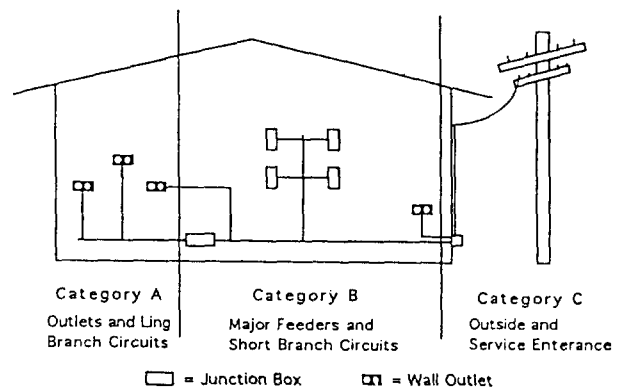 Category A
Outlets and Ling
Branch Circuits
Category B
Major Feeders and
Short Branch Circuits
Category C
Outside and
Service Enterance
= Junction Box
= Wall Outlet